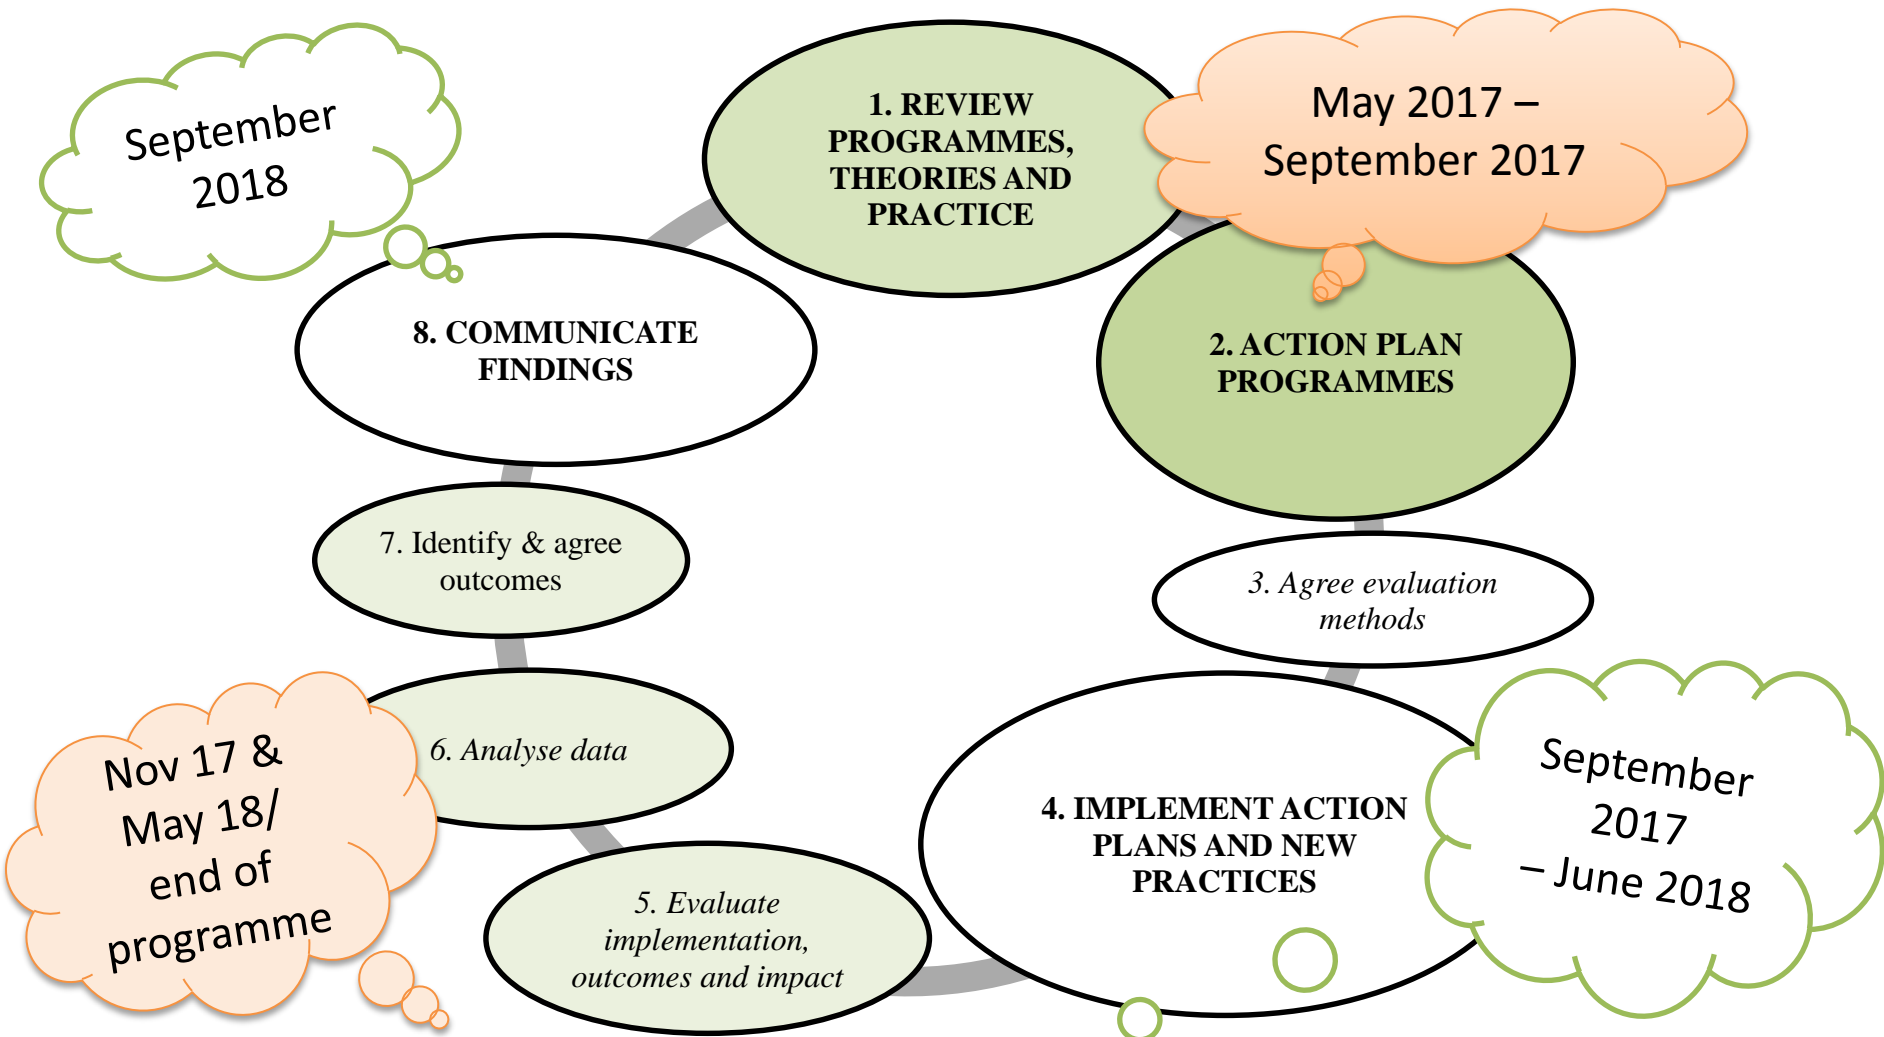 1. REVIEW
PROGRAMMES,
THEORIES AND
PRACTICE
May 2017 –
September 2017
2. ACTION PLAN
PROGRAMMES
3. Agree evaluation
methods
4. IMPLEMENT ACTION
PLANS AND NEW
PRACTICES
September
2017
– June 2018
5. Evaluate
implementation,
outcomes and impact
6. Analyse data
Nov 17 &
May 18/
end of
programme
7. Identify & agree
outcomes
8. COMMUNICATE
FINDINGS
September
2018